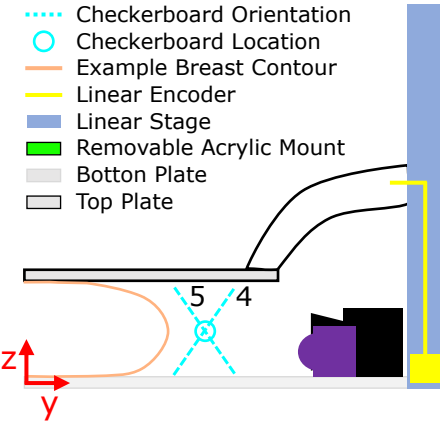 Checkerboard Orientation
Checkerboard Location
Example Breast Contour
Linear Encoder
Linear Stage
Removable Acrylic Mount
Botton Plate
Top Plate
5 4
z
y